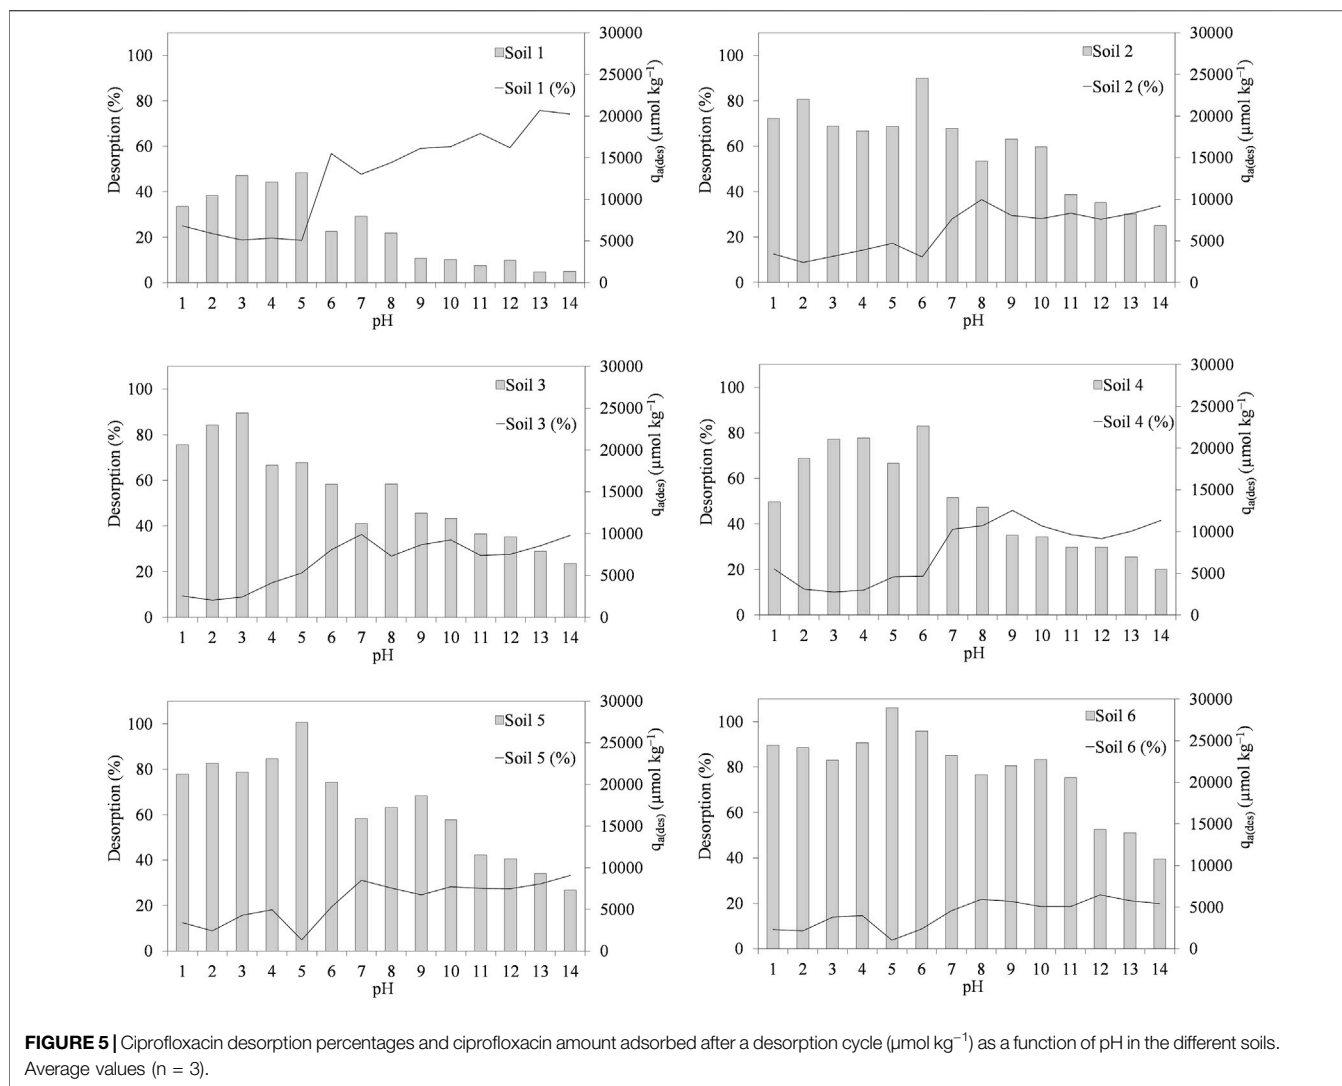 100
80
60
40
20
0
Desorption (%)
30000
25000
20000
15000
10000
5000
0
qa(des) (µmol kg⁻¹)
Soil 1
Soil 1 (%)
1 2 3 4 5 6 7 8 9 10 11 12 13 14
pH
100
80
60
40
20
0
Desorption (%)
30000
25000
20000
15000
10000
5000
0
qa(des) (µmol kg⁻¹)
Soil 2
Soil 2 (%)
1 2 3 4 5 6 7 8 9 10 11 12 13 14
pH
100
80
60
40
20
0
Desorption (%)
30000
25000
20000
15000
10000
5000
0
qa(des) (µmol kg⁻¹)
Soil 3
Soil 3 (%)
1 2 3 4 5 6 7 8 9 10 11 12 13 14
pH
100
80
60
40
20
0
Desorption (%)
30000
25000
20000
15000
10000
5000
0
qa(des) (µmol kg⁻¹)
Soil 4
Soil 4 (%)
1 2 3 4 5 6 7 8 9 10 11 12 13 14
pH
100
80
60
40
20
0
Desorption (%)
30000
25000
20000
15000
10000
5000
0
qa(des) (µmol kg⁻¹)
Soil 5
Soil 5 (%)
1 2 3 4 5 6 7 8 9 10 11 12 13 14
pH
100
80
60
40
20
0
Desorption (%)
30000
25000
20000
15000
10000
5000
0
qa(des) (µmol kg⁻¹)
Soil 6
Soil 6 (%)
1 2 3 4 5 6 7 8 9 10 11 12 13 14
pH
FIGURE 5 | Ciprofloxacin desorption percentages and ciprofloxacin amount adsorbed after a desorption cycle (µmol kg⁻¹) as a function of pH in the different soils.
Average values (n = 3).